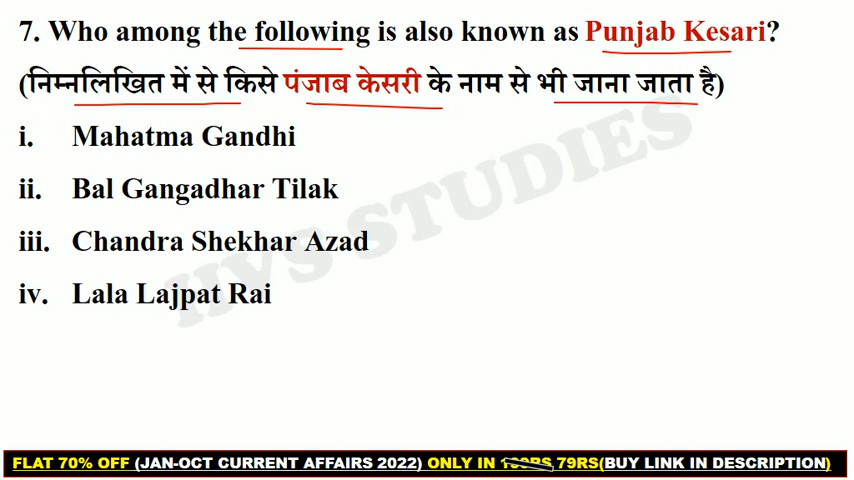 7. Who among the following is also known as Punjab Kesari?
(निम्नलिखित में से किसे पंजाब केसरी के नाम से भी जाना जाता है)
i. Mahatma Gandhi
ii. Bal Gangadhar Tilak
iii. Chandra Shekhar Azad
iv. Lala Lajpat Rai
STUDIES
FLAT 70% OFF (JAN-OCT CURRENT AFFAIRS 2022) ONLY IN 79RS(BUY LINK IN DESCRIPTION)